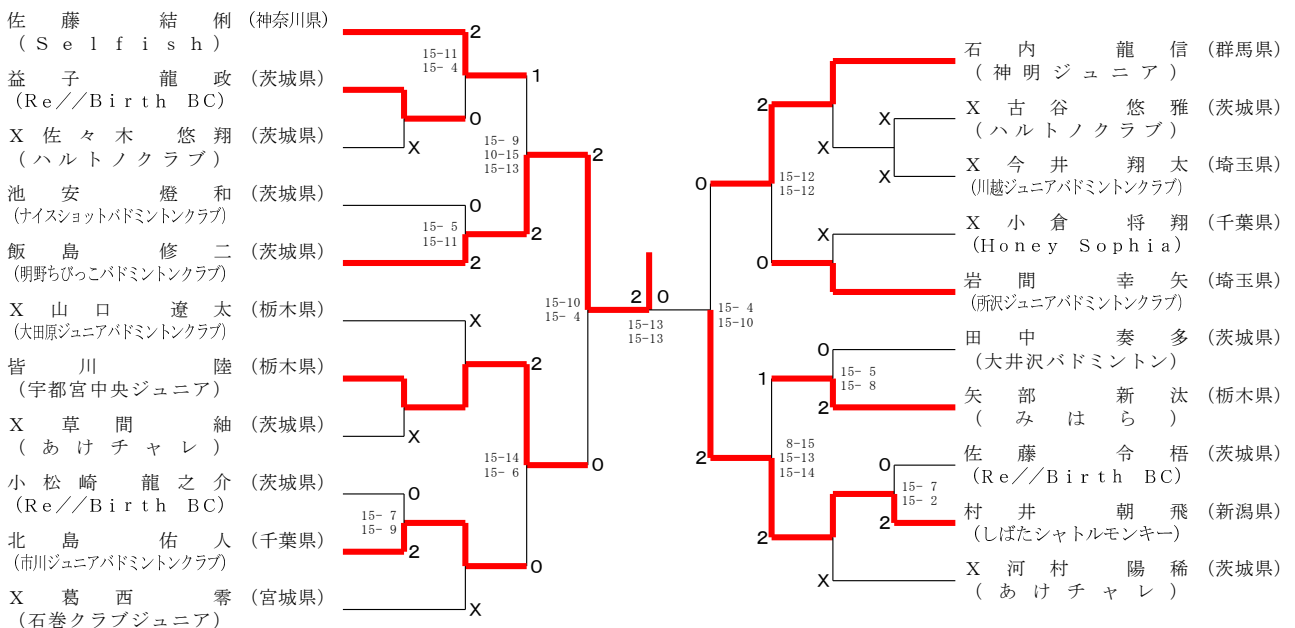 佐藤 結俐 (神奈川県)
(Selfish)
益子 龍政 (茨城県)
(Re//Birth BC)
X 佐々木 悠翔 (茨城県)
(ハルトノクラブ)
池安 燈和 (茨城県)
(ナイスショットバドミントンクラブ)
飯島 修二 (茨城県)
(明野ちびっこバドミントンクラブ)
X 山口 遼太 (栃木県)
(大田原ジュニアバドミントンクラブ)
皆川 陸 (栃木県)
(宇都宮中央ジュニア)
X 草間 紬 (茨城県)
(あけチャレ)
小松崎 龍之介 (茨城県)
(Re//Birth BC)
北島 佑人 (千葉県)
(市川ジュニアバドミントンクラブ)
X 葛西 零 (宮城県)
(石巻クラブジュニア)
2
15-11
15- 4
1
0
X
15- 9
10-15
15-13
2
0
15- 5
15-11
2
2
X
15-10
15- 4
2
X
15-14
15- 6
0
0
15- 7
15- 9
2
0
X
2 0
15-13
15-13
2
X
X
X
0
15-12
15-12
X
0
15- 4
15-10
0
15- 5
15- 8
1
2
8-15
15-13
15-14
2
0
15- 7
15- 2
2
2
X
石内 龍信 (群馬県)
(神明ジュニア)
X 古谷 悠雅 (茨城県)
(ハルトノクラブ)
X 今井 翔太 (埼玉県)
(川越ジュニアバドミントンクラブ)
X 小倉 将翔 (千葉県)
(Honey Sophia)
岩間 幸矢 (埼玉県)
(所沢ジュニアバドミントンクラブ)
田中 奏多 (茨城県)
(大井沢バドミントン)
矢部 新汰 (栃木県)
(みはら)
佐藤 令梧 (茨城県)
(Re//Birth BC)
村井 朝飛 (新潟県)
(しばたシャトルモンキー)
X 河村 陽稀 (茨城県)
(あけチャレ)